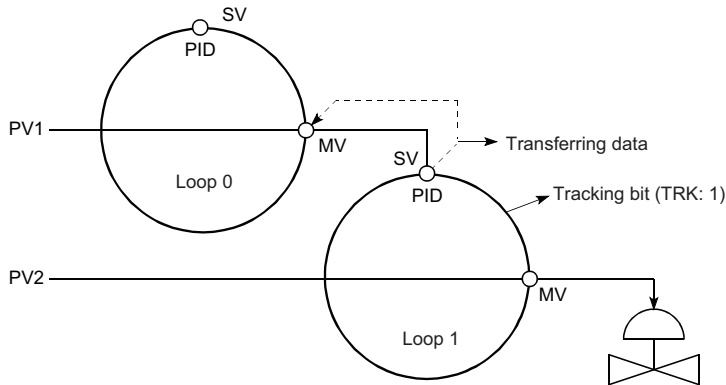 SV
PID
PV1
MV
SV
Transferring data
Loop 0
PID
Tracking bit (TRK: 1)
PV2
MV
Loop 1